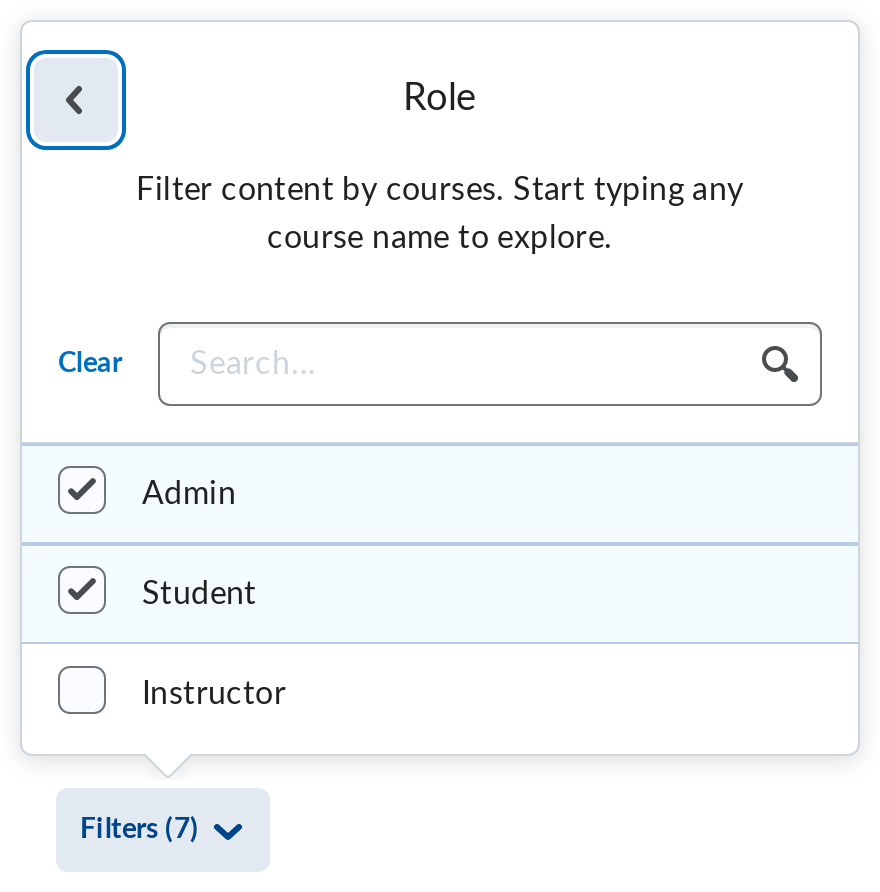 Role
Filter content by courses. Start typing any
course name to explore.
Clear
Search...
Admin
Student
Instructor
Filters (7)